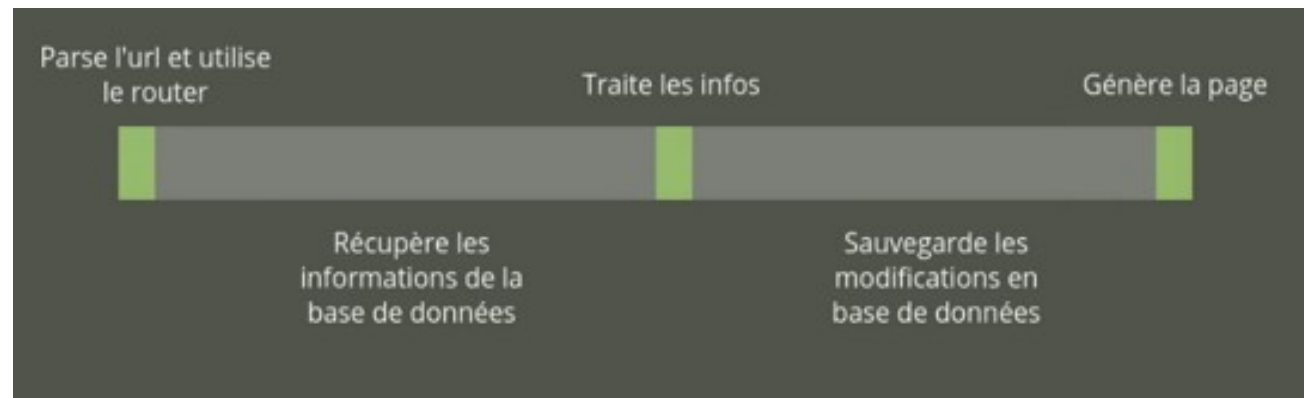 Parse l'url et utilise
le router
Traite les infos
Génère la page
Récupère les
informations de la
base de données
Sauvegarde les
modifications en
base de données